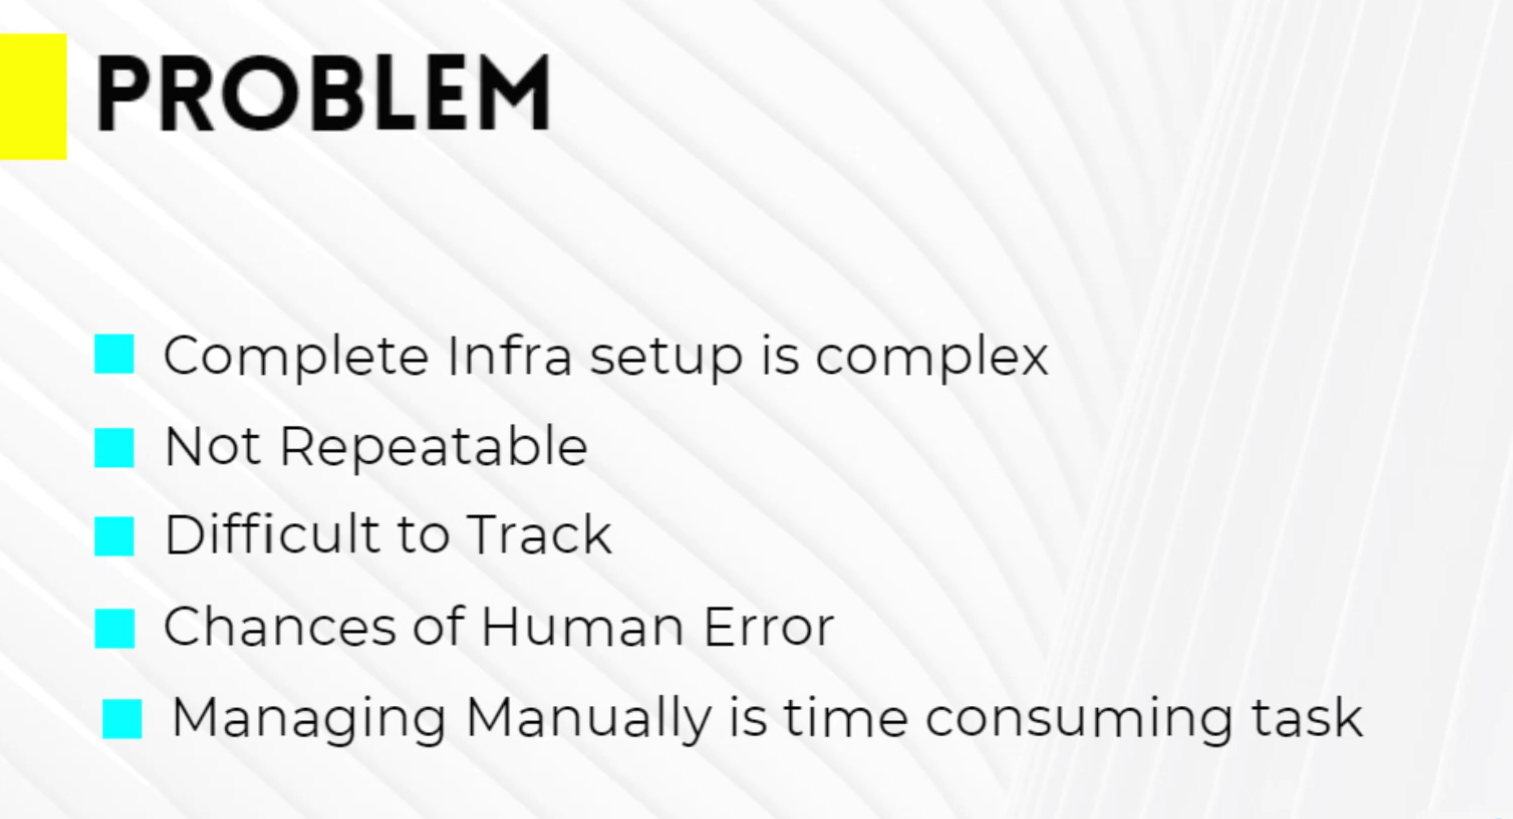 PROBLEM
Complete Infra setup is complex
Not Repeatable
Difficult to Track
Chances of Human Error
Managing Manually is time consuming task